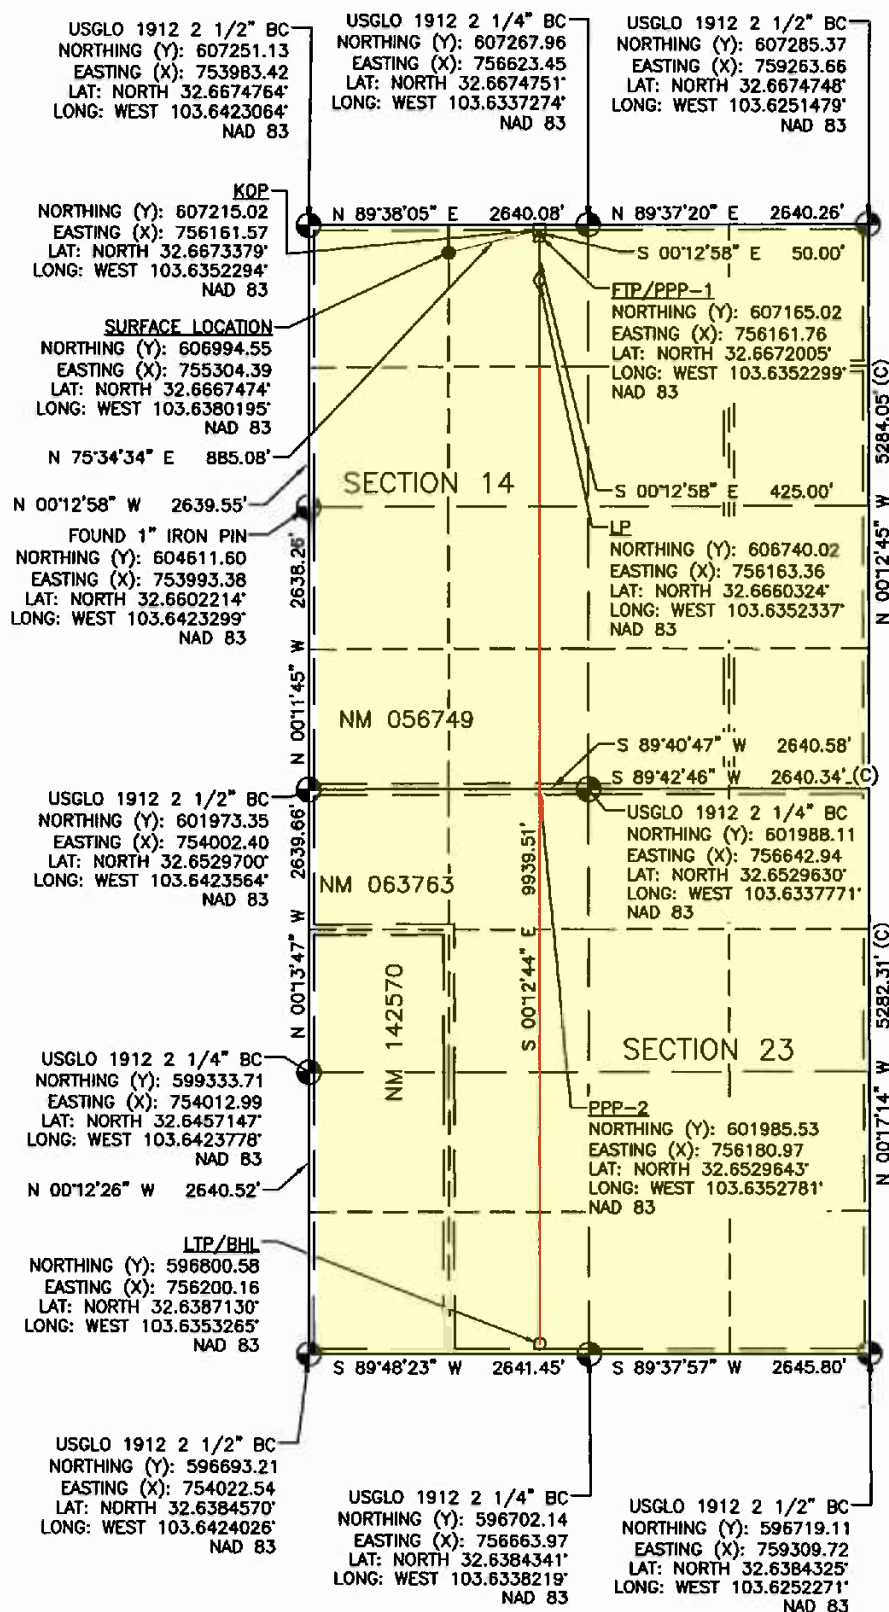 USGLO 1912 2 1/2" BC
NORTHING (Y): 607251.13
EASTING (X): 753983.42
LAT: NORTH 32.6674764°
LONG: WEST 103.6423064°
NAD 83
USGLO 1912 2 1/4" BC
NORTHING (Y): 607267.96
EASTING (X): 756623.45
LAT: NORTH 32.6674751°
LONG: WEST 103.6337274°
NAD 83
USGLO 1912 2 1/2" BC
NORTHING (Y): 607285.37
EASTING (X): 759263.66
LAT: NORTH 32.6674748°
LONG: WEST 103.6251479°
NAD 83
KOP
NORTHING (Y): 607215.02
EASTING (X): 756161.57
LAT: NORTH 32.6673379°
LONG: WEST 103.6352294°
NAD 83
N 89°38'05" E 2640.08'
N 89°37'20" E 2640.26'
S 00°12'58" E 50.00'
FTP/PPP-1
NORTHING (Y): 607165.02
EASTING (X): 756161.76
LAT: NORTH 32.6672005°
LONG: WEST 103.6352299°
NAD 83
SURFACE LOCATION
NORTHING (Y): 606994.55
EASTING (X): 755304.39
LAT: NORTH 32.6667474°
LONG: WEST 103.6380195°
NAD 83
N 75°34'34" E 885.08'
N 00°12'58" W 2639.55'
SECTION 14
S 00°12'58" E 425.00'
N 00°12'45" W 5284.05' (C)
FOUND 1" IRON PIN
NORTHING (Y): 604611.60
EASTING (X): 753993.38
LAT: NORTH 32.6602214°
LONG: WEST 103.6423299°
NAD 83
LP
NORTHING (Y): 606740.02
EASTING (X): 756163.36
LAT: NORTH 32.6660324°
LONG: WEST 103.6352337°
NAD 83
N 00°11'45" W 2638.26'
NM 056749
S 89°40'47" W 2640.58'
S 89°42'46" W 2640.34' (C)
USGLO 1912 2 1/2" BC
NORTHING (Y): 601973.35
EASTING (X): 754002.40
LAT: NORTH 32.6529700°
LONG: WEST 103.6423564°
NAD 83
USGLO 1912 2 1/4" BC
NORTHING (Y): 601988.11
EASTING (X): 756642.94
LAT: NORTH 32.6529630°
LONG: WEST 103.6337771°
NAD 83
N 00°13'47" W 2639.66'
NM 063763
S 00°12'44" E 9939.51'
NM 142570
SECTION 23
N 00°17'14" W 5282.31' (C)
USGLO 1912 2 1/4" BC
NORTHING (Y): 599333.71
EASTING (X): 754012.99
LAT: NORTH 32.6457147°
LONG: WEST 103.6423778°
NAD 83
N 00°12'26" W 2640.52'
PPP-2
NORTHING (Y): 601985.53
EASTING (X): 756180.97
LAT: NORTH 32.6529643°
LONG: WEST 103.6352781°
NAD 83
LTP/BHL
NORTHING (Y): 596800.58
EASTING (X): 756200.16
LAT: NORTH 32.6387130°
LONG: WEST 103.6353265°
NAD 83
S 89°48'23" W 2641.45'
S 89°37'57" W 2645.80'
USGLO 1912 2 1/2" BC
NORTHING (Y): 596693.21
EASTING (X): 754022.54
LAT: NORTH 32.6384570°
LONG: WEST 103.6424026°
NAD 83
USGLO 1912 2 1/4" BC
NORTHING (Y): 596702.14
EASTING (X): 756663.97
LAT: NORTH 32.6384341°
LONG: WEST 103.6338219°
NAD 83
USGLO 1912 2 1/2" BC
NORTHING (Y): 596719.11
EASTING (X): 759309.72
LAT: NORTH 32.6384325°
LONG: WEST 103.6252271°
NAD 83